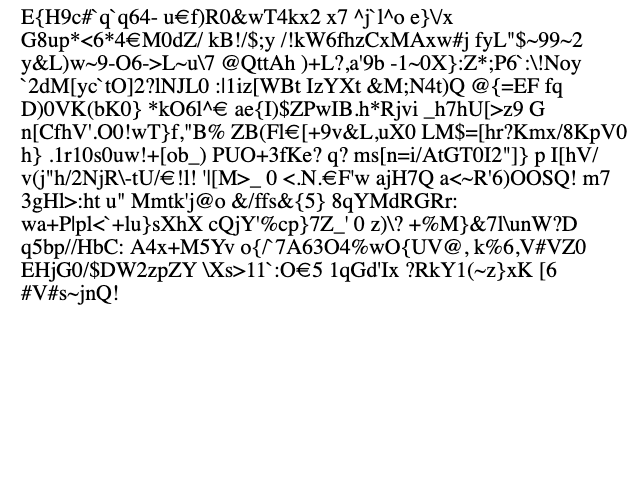 E{H9c#`q`q64- u€f)R0&wT4kx2 x7 ^j`l^o e}\/x
G8up*<6*4€M0dZ/ kB!/$;y /!kW6fhzCxMAxw#j fyL"$~99~2
y&L)w~9-O6->L~u\7 @QttAh )+L?,a'9b -1~0X}:Z*;P6`:\!Noy
`2dM[yc`tO]2?lNJL0 :l1iz[WBt IzYXt &M;N4t)Q @{=EF fq
D)0VK(bK0} *kO6l^€ ae{I)$ZPwIB.h*Rjvi _h7hU[>z9 G
n[CfhV'.O0!wT}f,"B% ZB(Fl€[+9v&L,uX0 LM$=[hr?Kmx/8KpV0
h} .1r10s0uw!+[ob_) PUO+3fKe? q? ms[n=i/AtGT0I2"]} p I[hV/
v(j"h/2NjR\-tU/€!l! '|[M>_ 0 <.N.€F'w ajH7Q a<~R'6)OOSQ! m7
3gHl>:ht u" Mmtk'j@o &/ffs&{5} 8qYMdRGRr:
wa+P|pl<`+lu}sXhX cQjY'%cp}7Z_' 0 z)\? +%M}&7l\unW?D
q5bp//HbC: A4x+M5Yv o{/ˆ7A63O4%wO{UV@, k%6,V#VZ0
EHjG0/$DW2zpZY \Xs>11`:O€5 1qGd'Ix ?RkY1(~z}xK [6
#V#s~jnQ!